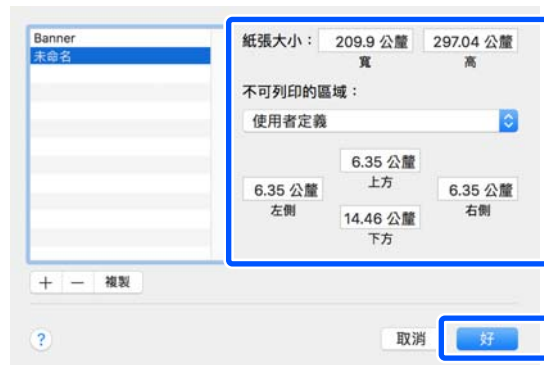 Banner
未命名
紙張大小： 209.9 公釐 297.04 公釐
寬 高
不可列印的區域：
使用者定義
6.35 公釐
上方
6.35 公釐 6.35 公釐
左側 右側
14.46 公釐
下方
+ − 複製
? 取消 好